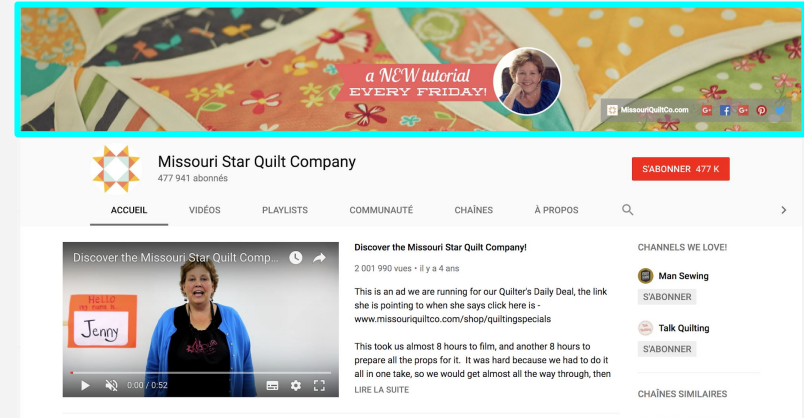 a NEW tutorial
EVERY FRIDAY!
MissouriQuiltCo.com
Missouri Star Quilt Company
477 941 abonnés
S'ABONNER 477 K
ACCUEIL VIDÉOS PLAYLISTS COMMUNAUTÉ CHAÎNES À PROPOS
Discover the Missouri Star Quilt Comp...
HELLO
my name is
Jenny
0:00 / 0:52
Discover the Missouri Star Quilt Company!
2 001 990 vues • il y a 4 ans
This is an ad we are running for our Quilter's Daily Deal, the link
she is pointing to when she says click here is -
www.missouriquiltco.com/shop/quiltingspecials
This took us almost 8 hours to film, and another 8 hours to
prepare all the props for it. It was hard because we had to do it
all in one take, so we would get almost all the way through, then
LIRE LA SUITE
CHANNELS WE LOVE!
Man Sewing
S'ABONNER
Talk Quilting
S'ABONNER
CHAÎNES SIMILAIRES